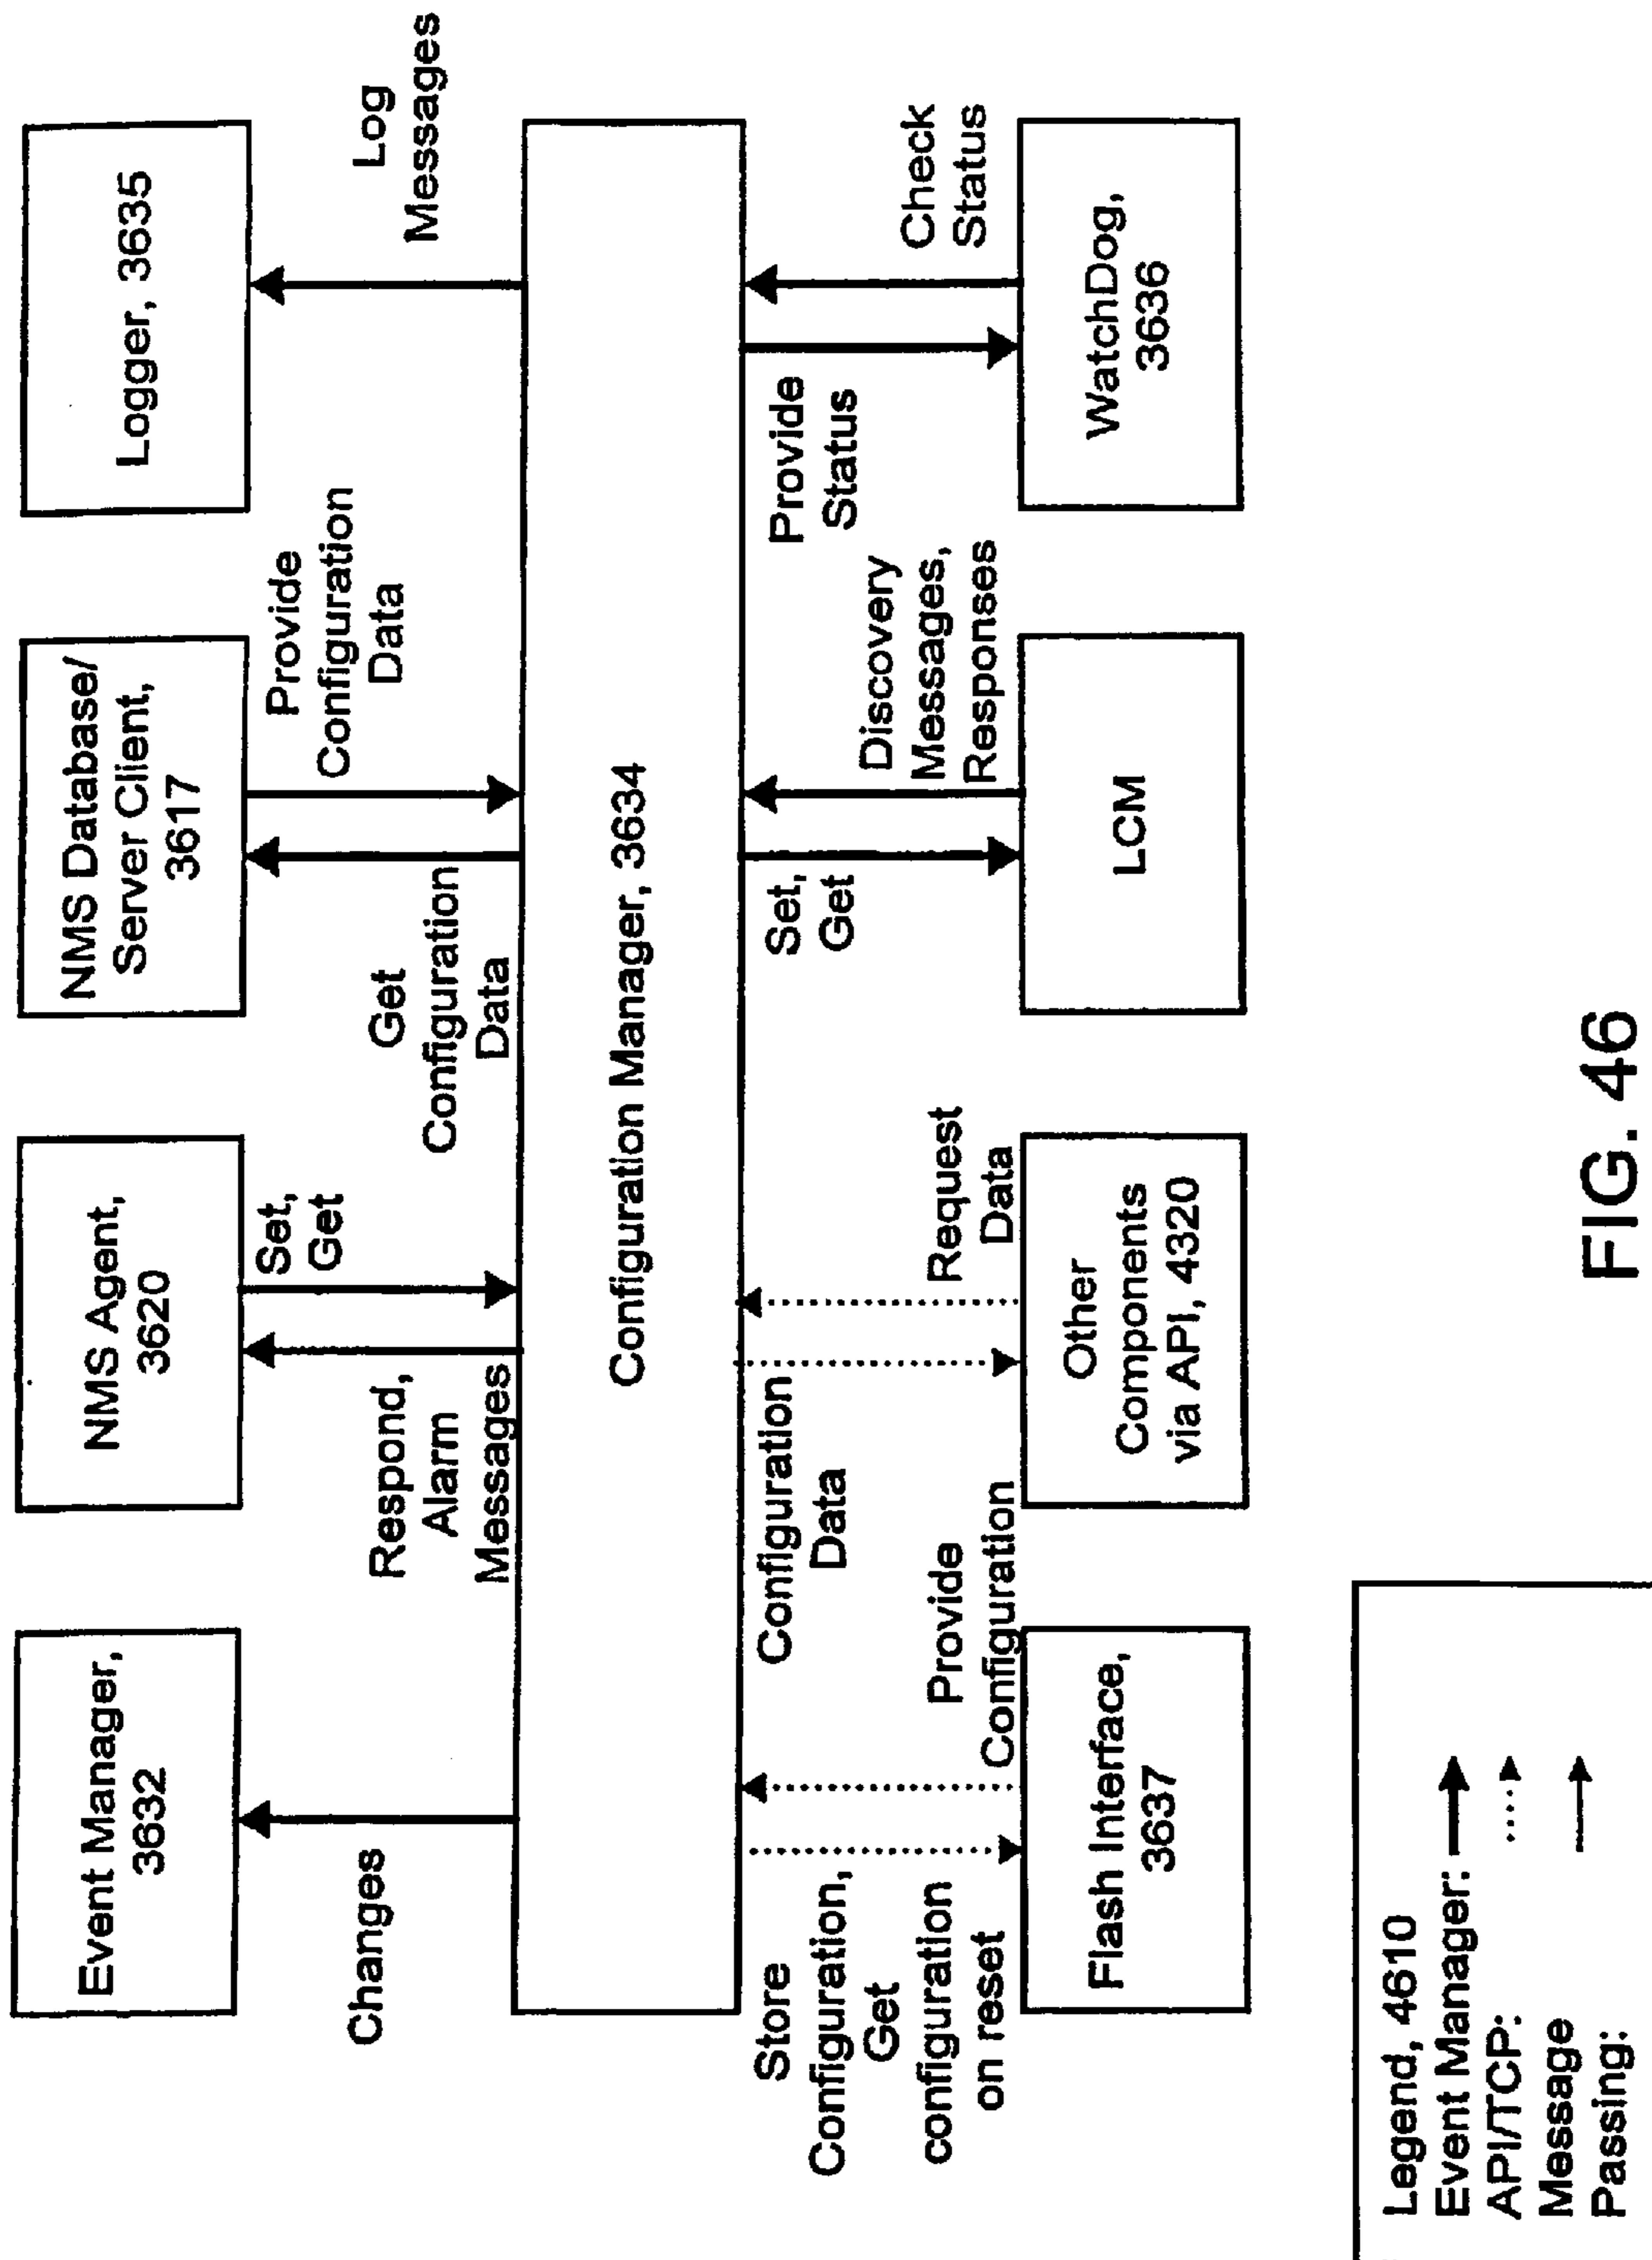 Event Manager,
3632
NMS Agent,
3620
NMS Database/
Server Client,
3617
Logger, 3635
Changes
Respond,
Alarm
Messages
Set,
Get
Get
Configuration
Data
Provide
Configuration
Data
Log
Messages
Configuration Manager, 3634
Store
Configuration,
Get
configuration
on reset
Provide
Configuration
Configuration
Data
Request
Data
Set,
Get
Discovery
Messages,
Responses
Provide
Status
Check
Status
Flash Interface,
3637
Other
Components
via API, 4320
LCM
WatchDog,
3636
Legend, 4610
Event Manager:
API/TCP:
Message
Passing:
FIG. 46